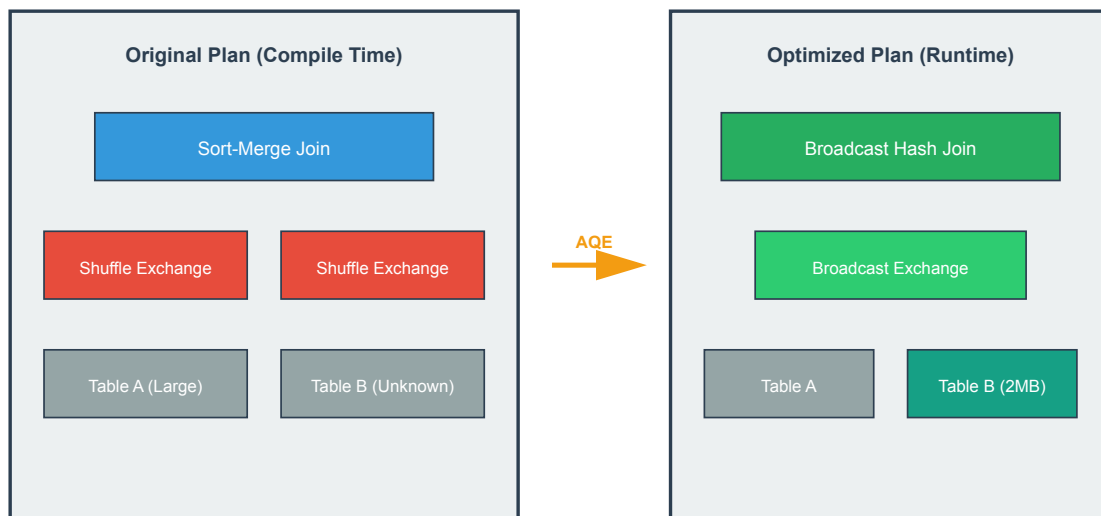 Original Plan (Compile Time)
Sort-Merge Join
Shuffle Exchange
Shuffle Exchange
Table A (Large)
Table B (Unknown)
AQE
Optimized Plan (Runtime)
Broadcast Hash Join
Broadcast Exchange
Table A
Table B (2MB)